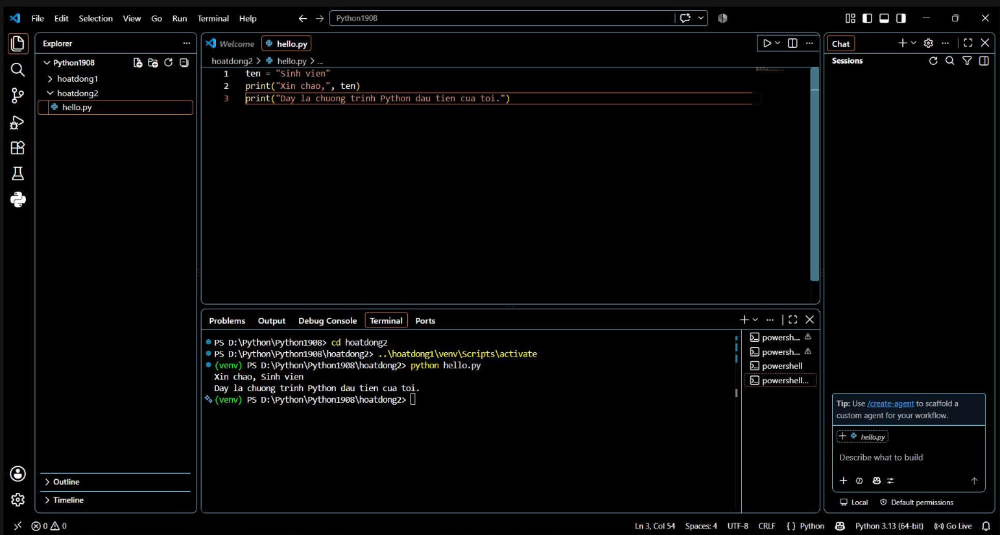 File Edit Selection View Go Run Terminal Help
Python1908
Explorer
Python1908
hoatdong1
hoatdong2
hello.py
Outline
Timeline
Welcome hello.py
hoatdong2 > hello.py > ...
1 ten = "Sinh vien"
2 print("Xin chao,", ten)
3 print("Day la chuong trinh Python dau tien cua toi.")
Problems Output Debug Console Terminal Ports
PS D:\Python\Python1908> cd hoatdong2
PS D:\Python\Python1908\hoatdong2> ..\hoatdong1\venv\Scripts\activate
(venv) PS D:\Python\Python1908\hoatdong2> python hello.py
Xin chao, Sinh vien
Day la chuong trinh Python dau tien cua toi.
(venv) PS D:\Python\Python1908\hoatdong2>
powersh...
powersh...
powershell
powershell...
Chat
Sessions
Tip: Use /create-agent to scaffold a
custom agent for your workflow.
hello.py
Describe what to build
Local Default permissions
0 0
Ln 3, Col 54 Spaces: 4 UTF-8 CRLF { } Python Python 3.13 (64-bit) Go Live